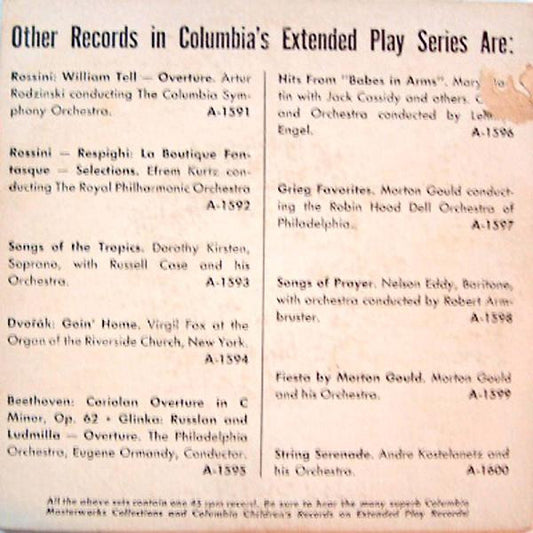 Other Records in Columbia's Extended Play Series Are:
Rossini: William Tell — Overture. Artur
Rodzinski conducting The Columbia Sym-
phony Orchestra. A-1591
Rossini — Respighi: La Boutique Fan-
tasque — Selections. Efrem Kurtz con-
ducting The Royal Philharmonic Orchestra
A-1592
Songs of the Tropics. Dorothy Kirsten,
Soprano, with Russell Case and his
Orchestra. A-1593
Dvořák: Goin' Home. Virgil Fox at the
Organ of the Riverside Church, New York.
A-1594
Beethoven: Coriolan Overture in C
Minor, Op. 62 • Glinka: Russlan and
Ludmilla — Overture. The Philadelphia
Orchestra, Eugene Ormandy, Conductor.
A-1595
Hits From "Babes in Arms". Mary
tin with Jack Cassidy and others.
and Orchestra conducted by
Engel. A-1596
Grieg Favorites. Morton Gould conduct-
ing the Robin Hood Dell Orchestra of
Philadelphia. A-1597
Songs of Prayer. Nelson Eddy, Baritone,
with orchestra conducted by Robert Arm-
bruster. A-1598
Fiesta by Morton Gould. Morton Gould
and his Orchestra. A-1599
String Serenade. Andre Kostelanetz and
his Orchestra. A-1600
All the above sets contain one 45 rpm record. Be sure to hear the many superb Columbia
Masterworks Collections and Columbia Children's Records on Extended Play Records!